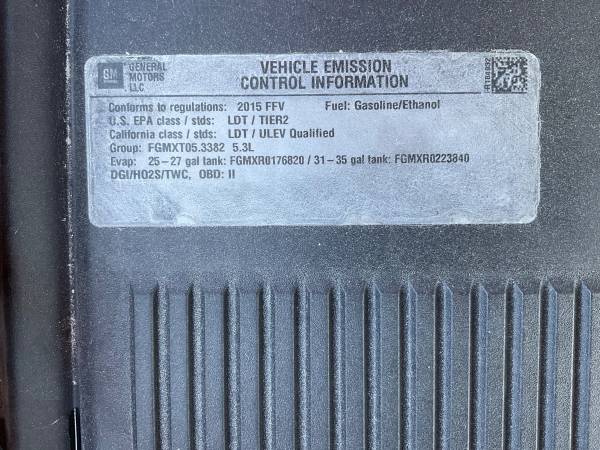 GM
GENERAL
MOTORS
LLC
VEHICLE EMISSION
CONTROL INFORMATION
Conforms to regulations: 2015 FFV Fuel: Gasoline/Ethanol
U.S. EPA class / stds: LDT / TIER2
California class / stds: LDT / ULEV Qualified
Group: FGMXT05.3382 5.3L
Evap: 25-27 gal tank: FGMXR0176820 / 31-35 gal tank: FGMXR0223840
DGI/HO2S/TWC, OBD: II